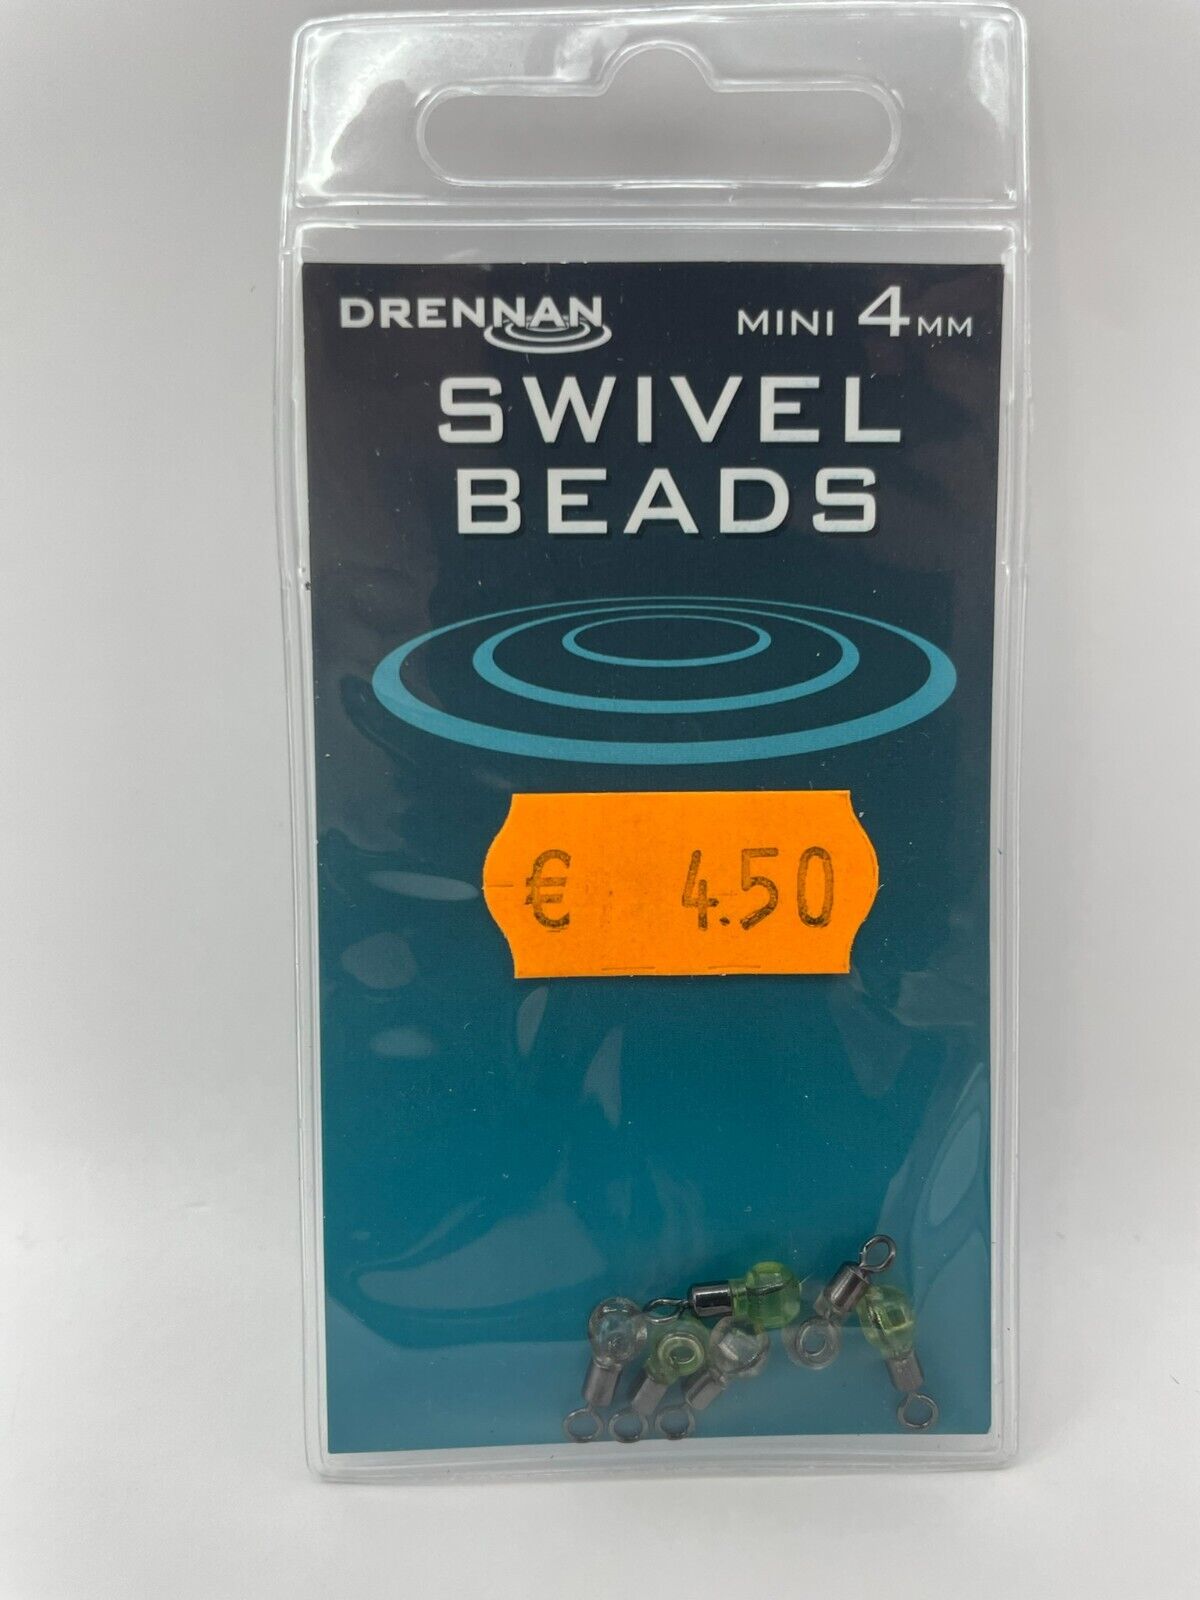 DRENNAN MINI 4MM
SWIVEL
BEADS
€ 4.50